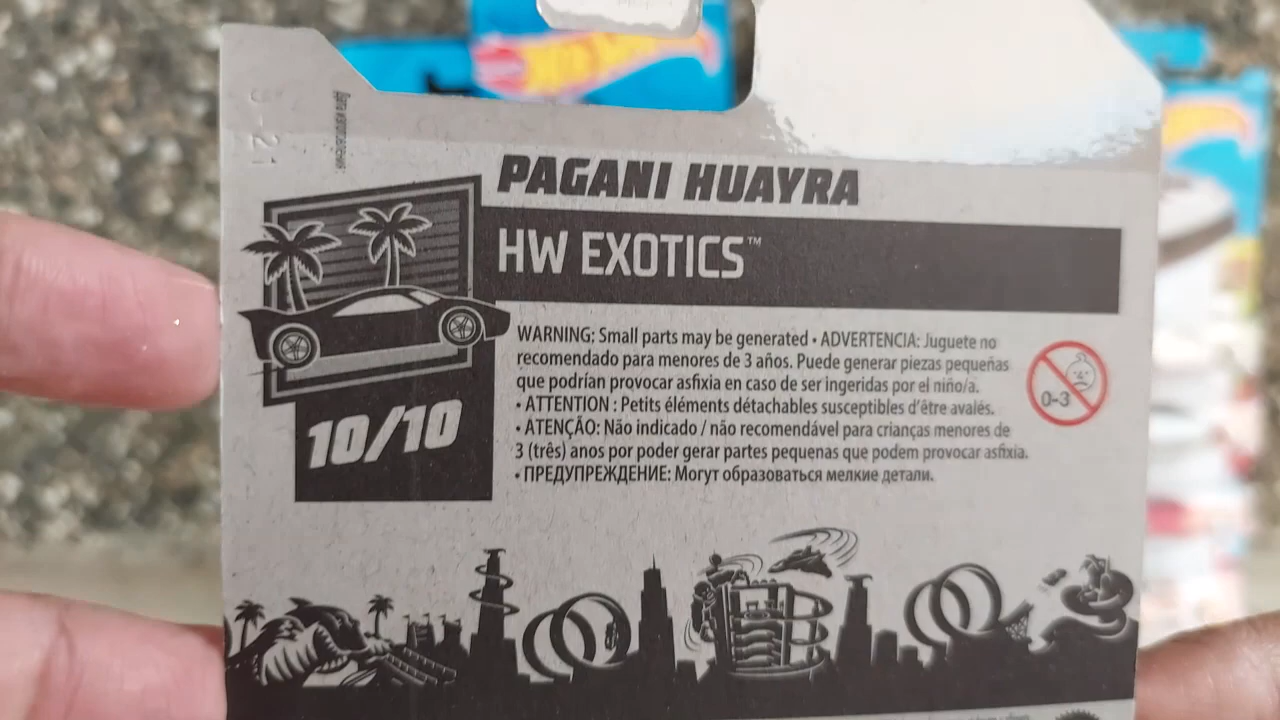 Дата изготовления:
PAGANI HUAYRA
HW EXOTICS™
WARNING: Small parts may be generated • ADVERTENCIA: Juguete no
recomendado para menores de 3 años. Puede generar piezas pequeñas
que podrían provocar asfixia en caso de ser ingeridas por el niño/a.
• ATTENTION : Petits éléments détachables susceptibles d'être avalés.
• ATENÇÃO: Não indicado / não recomendável para crianças menores de
3 (três) anos por poder gerar partes pequenas que podem provocar asfixia.
• ПРЕДУПРЕЖДЕНИЕ: Могут образоваться мелкие детали.
0-3
10/10